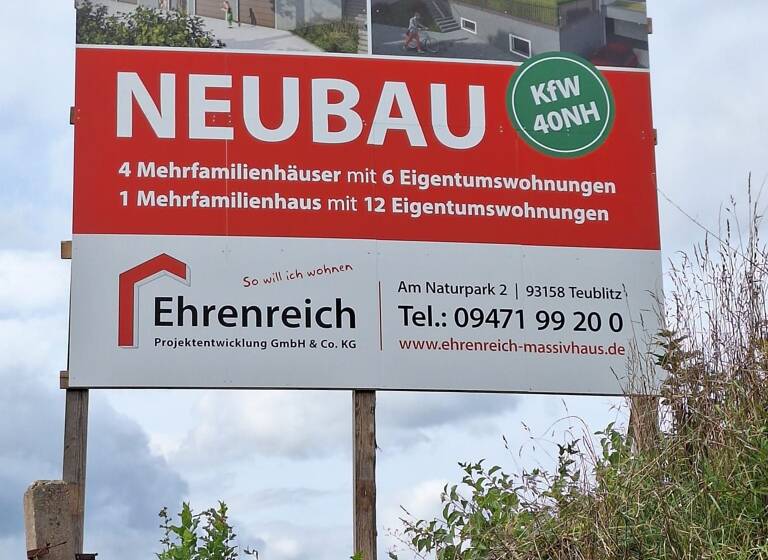 NEUBAU
KfW
40NH
4 Mehrfamilienhäuser mit 6 Eigentumswohnungen
1 Mehrfamilienhaus mit 12 Eigentumswohnungen
So will ich wohnen
Ehrenreich
Projektentwicklung GmbH & Co. KG
Am Naturpark 2 | 93158 Teublitz
Tel.: 09471 99 20 0
www.ehrenreich-massivhaus.de